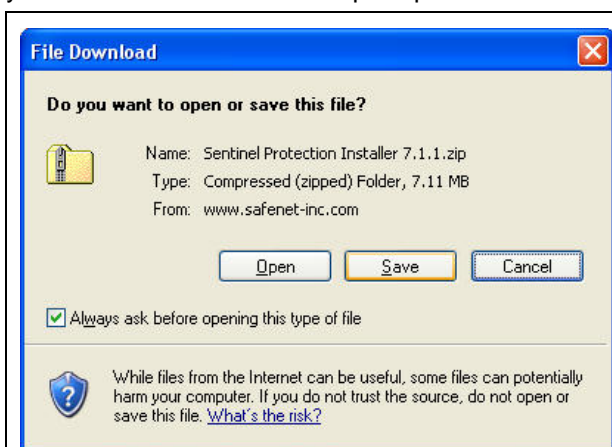 File Download
Do you want to open or save this file?
Name: Sentinel Protection Installer 7.1.1.zip
Type: Compressed (zipped) Folder, 7.11 MB
From: www.safenet-inc.com
Open Save Cancel
Always ask before opening this type of file
While files from the Internet can be useful, some files can potentially
harm your computer. If you do not trust the source, do not open or
save this file. What's the risk?